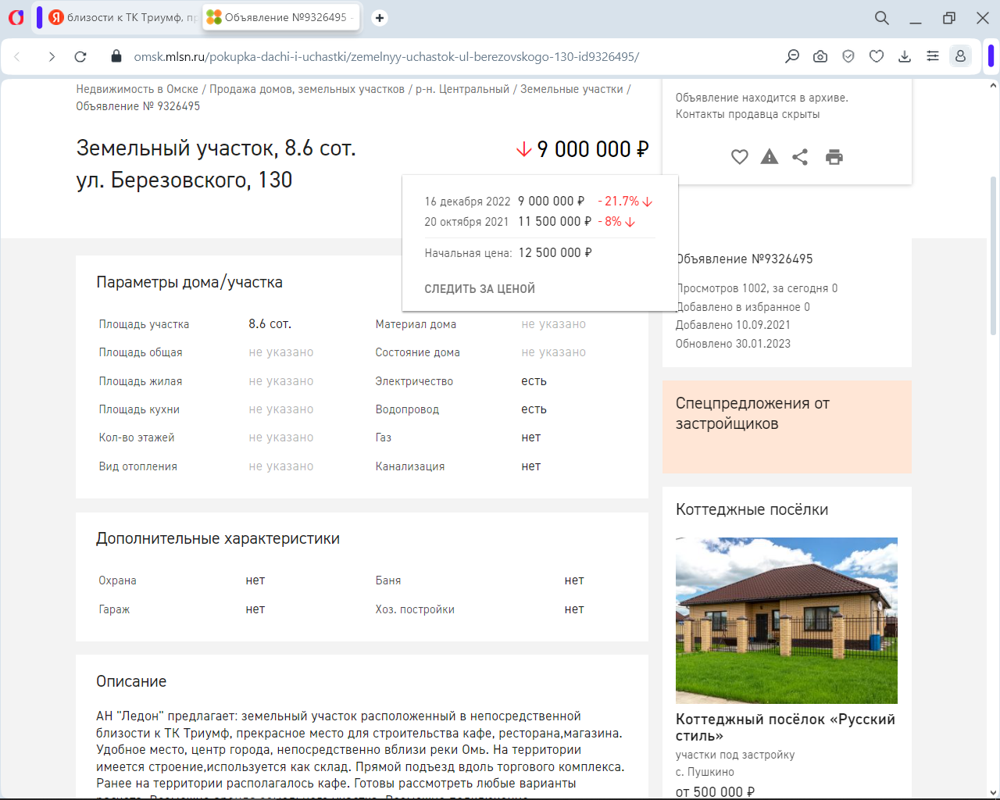 близости к ТК Триумф, пр
Объявление №9326495 -
omsk.mlsn.ru/pokupka-dachi-i-uchastki/zemelnyy-uchastok-ul-berezovskogo-130-id9326495/
Недвижимость в Омске / Продажа домов, земельных участков / р-н. Центральный / Земельные участки /
Объявление № 9326495
Земельный участок, 8.6 сот.
ул. Березовского, 130
9 000 000 ₽
16 декабря 2022 9 000 000 ₽ - 21.7%
20 октября 2021 11 500 000 ₽ - 8%
Начальная цена: 12 500 000 ₽
СЛЕДИТЬ ЗА ЦЕНОЙ
Объявление находится в архиве.
Контакты продавца скрыты
Объявление №9326495
Просмотров 1002, за сегодня 0
Добавлено в избранное 0
Добавлено 10.09.2021
Обновлено 30.01.2023
Параметры дома/участка
Площадь участка 8.6 сот. Материал дома не указано
Площадь общая не указано Состояние дома не указано
Площадь жилая не указано Электричество есть
Площадь кухни не указано Водопровод есть
Кол-во этажей не указано Газ нет
Вид отопления не указано Канализация нет
Дополнительные характеристики
Охрана нет Баня нет
Гараж нет Хоз. постройки нет
Описание
АН "Ледон" предлагает: земельный участок расположенный в непосредственной
близости к ТК Триумф, прекрасное место для строительства кафе, ресторана,магазина.
Удобное место, центр города, непосредственно вблизи реки Омь. На территории
имеется строение,используется как склад. Прямой подъезд вдоль торгового комплекса.
Ранее на территории располагалось кафе. Готовы рассмотреть любые варианты
Спецпредложения от
застройщиков
Коттеджные посёлки
Коттеджный посёлок «Русский
стиль»
участки под застройку
с. Пушкино
от 500 000 ₽